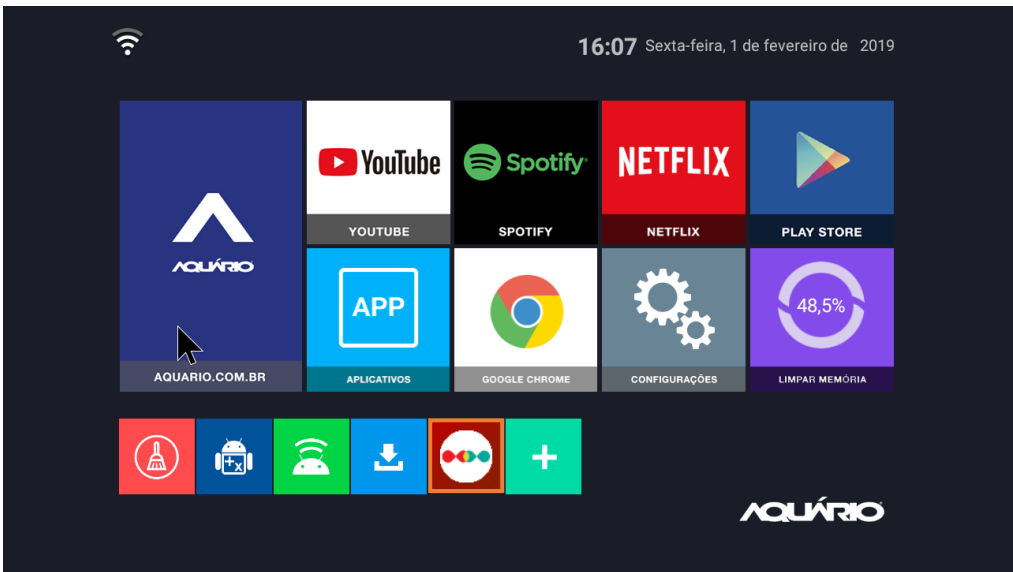 16:07 Sexta-feira, 1 de fevereiro de 2019
AQUÁRIO
AQUARIO.COM.BR
YouTube
YOUTUBE
Spotify
SPOTIFY
NETFLIX
NETFLIX
PLAY STORE
APP
APLICATIVOS
GOOGLE CHROME
CONFIGURAÇÕES
48,5%
LIMPAR MEMÓRIA
+x
+
AQUÁRIO